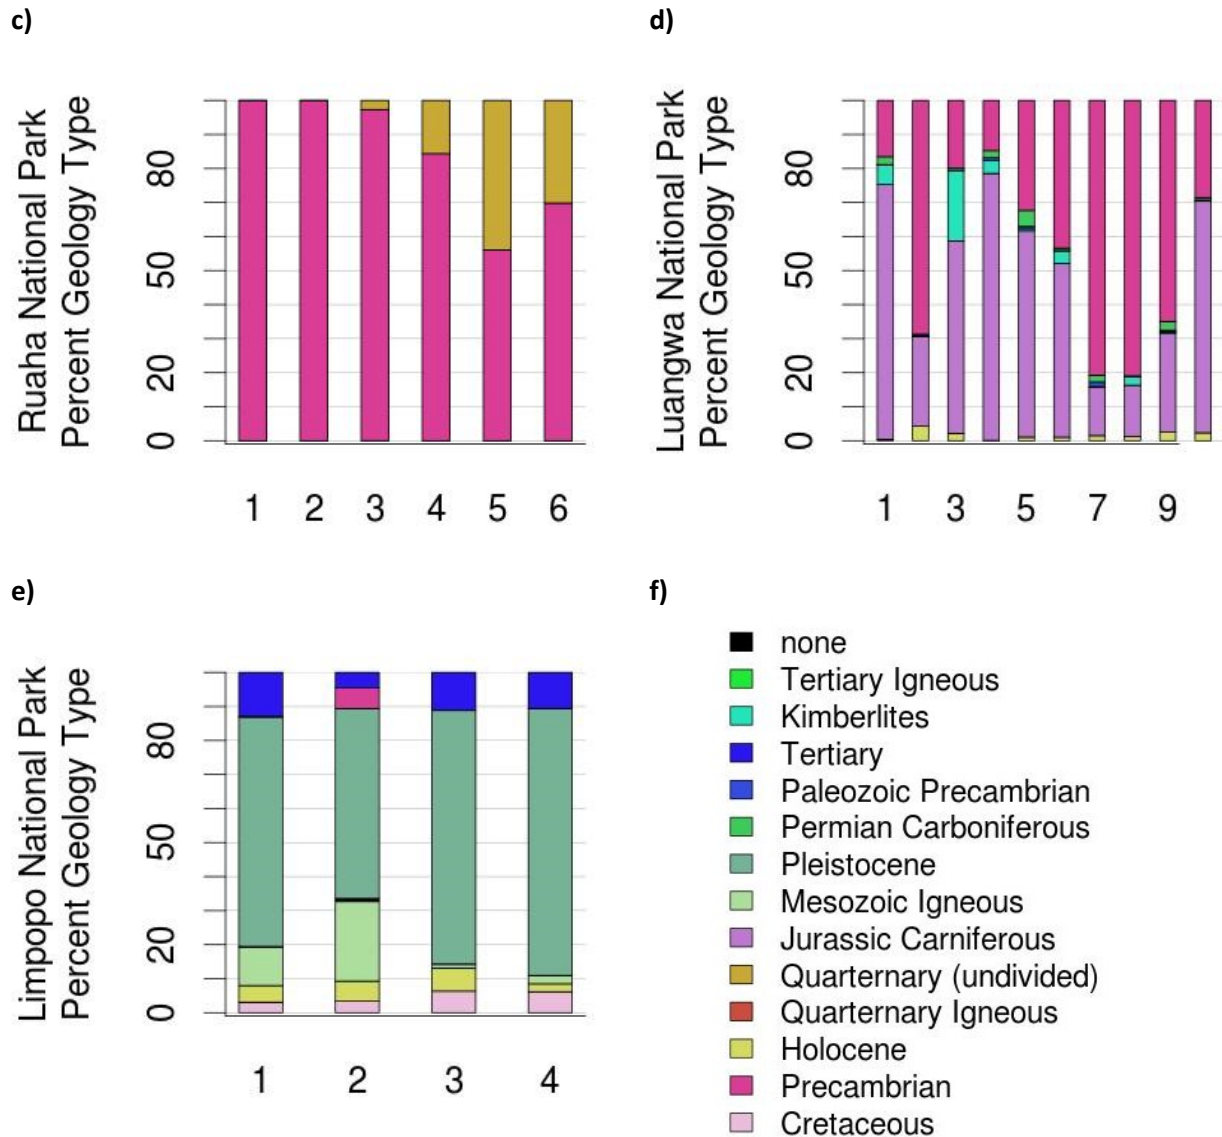 c)
Ruaha National Park
Percent Geology Type
0 20 50 80
1 2 3 4 5 6
d)
Luangwa National Park
Percent Geology Type
0 20 50 80
1 3 5 7 9
e)
Limpopo National Park
Percent Geology Type
0 20 50 80
1 2 3 4
f)
none
Tertiary Igneous
Kimberlites
Tertiary
Paleozoic Precambrian
Permian Carboniferous
Pleistocene
Mesozoic Igneous
Jurassic Carniferous
Quarternary (undivided)
Quarternary Igneous
Holocene
Precambrian
Cretaceous